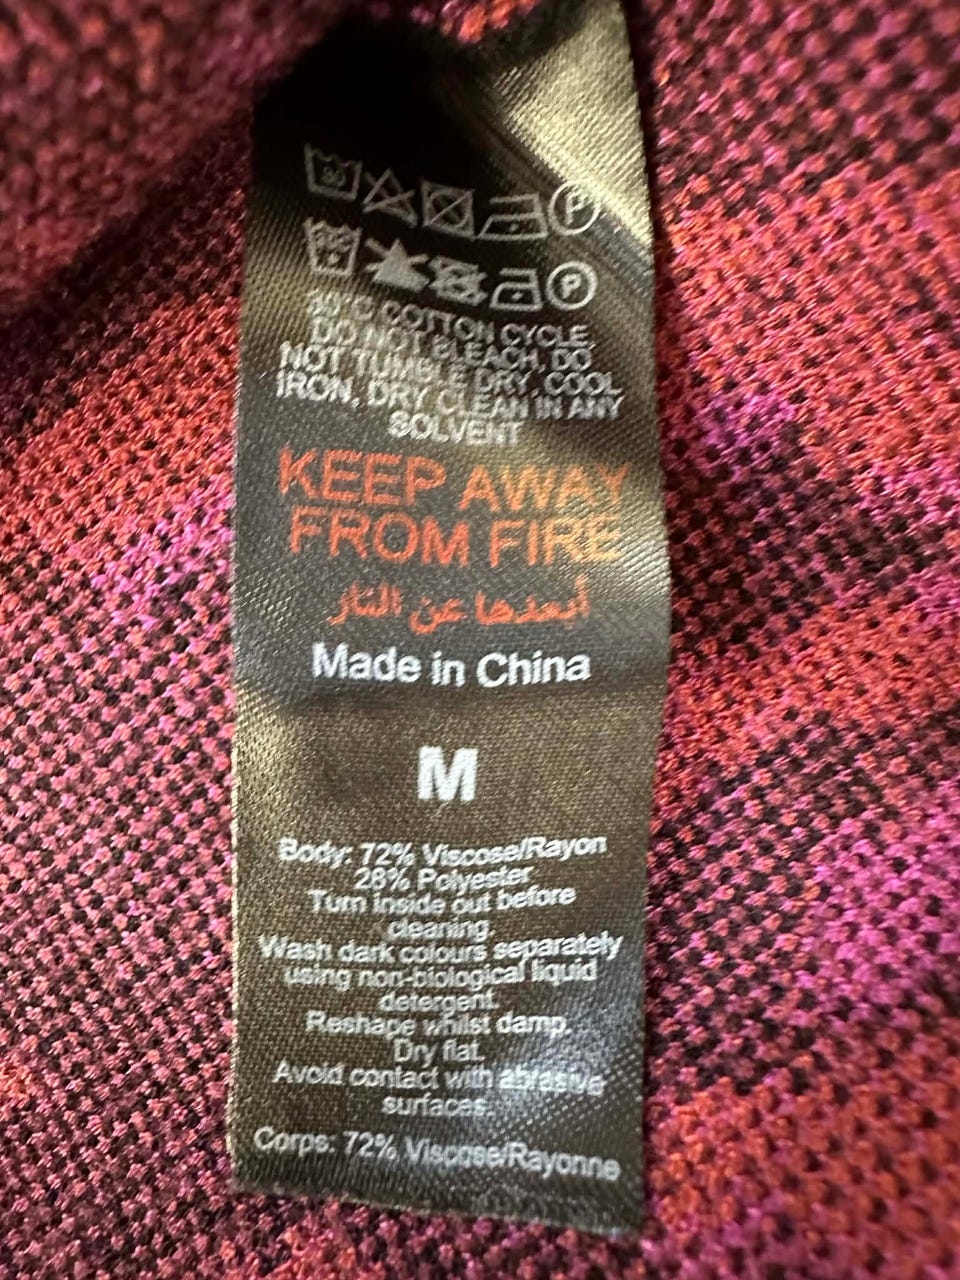 30
P
30
P
30°C COTTON CYCLE,
DO NOT BLEACH, DO
NOT TUMBLE DRY, COOL
IRON, DRY CLEAN IN ANY
SOLVENT
KEEP AWAY
FROM FIRE
أبعدها عن النار
Made in China
M
Body: 72% Viscose/Rayon
28% Polyester
Turn inside out before
cleaning.
Wash dark colours separately
using non-biological liquid
detergent.
Reshape whilst damp.
Dry flat.
Avoid contact with abrasive
surfaces.
Corps: 72% Viscose/Rayonne